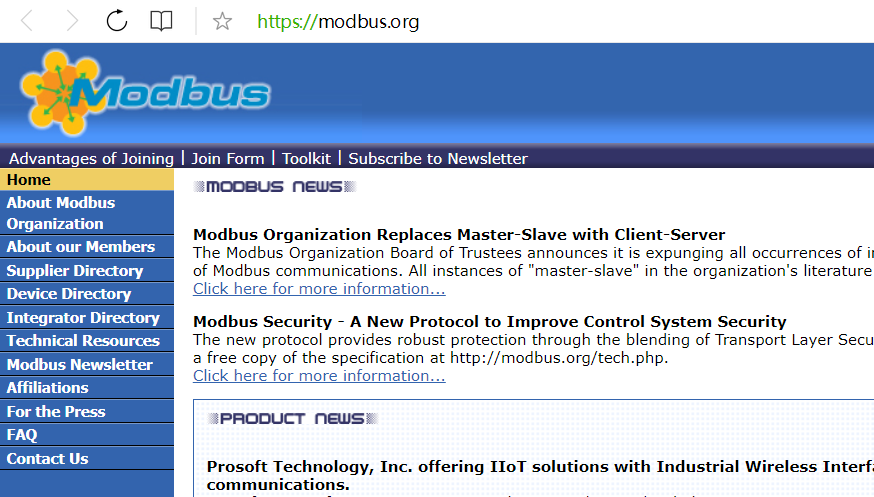 https://modbus.org
Modbus
Advantages of Joining | Join Form | Toolkit | Subscribe to Newsletter
Home
About Modbus
Organization
About our Members
Supplier Directory
Device Directory
Integrator Directory
Technical Resources
Modbus Newsletter
Affiliations
For the Press
FAQ
Contact Us
MODBUS NEWS
Modbus Organization Replaces Master-Slave with Client-Server
The Modbus Organization Board of Trustees announces it is expunging all occurrences of
of Modbus communications. All instances of "master-slave" in the organization's literature
Click here for more information...
Modbus Security - A New Protocol to Improve Control System Security
The new protocol provides robust protection through the blending of Transport Layer
a free copy of the specification at http://modbus.org/tech.php.
Click here for more information...
PRODUCT NEWS
Prosoft Technology, Inc. offering IIoT solutions with Industrial Wireless
communications.